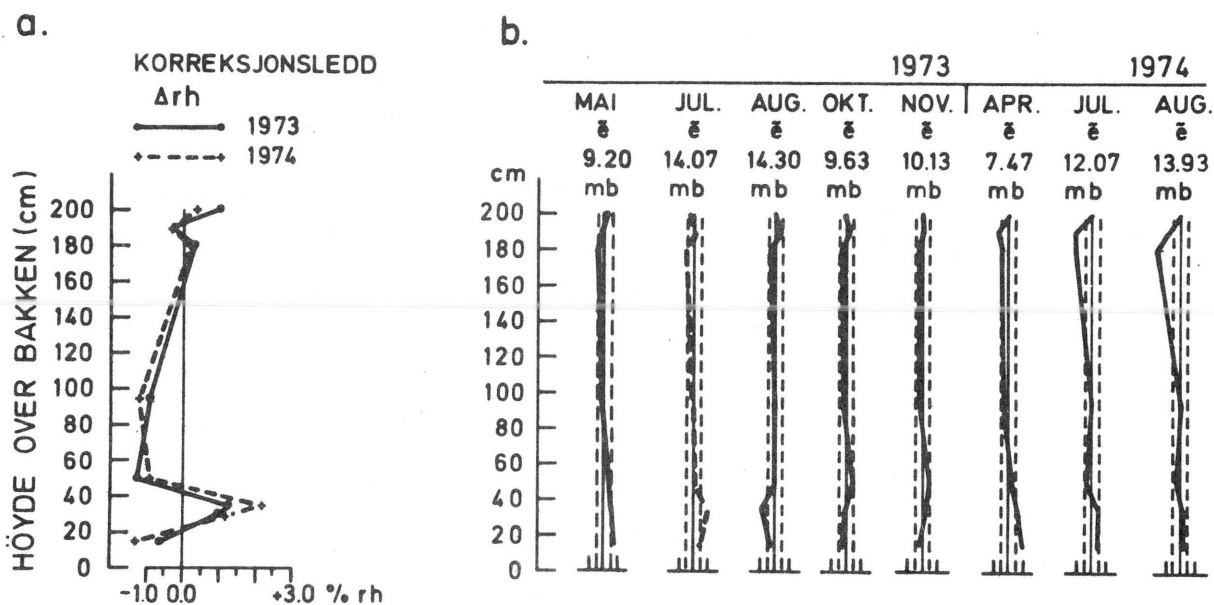 a.
KORREKSJONSLEDD
Δrh
1973
1974
HÖYDE OVER BAKKEN (cm)
200
180
160
140
120
100
80
60
40
20
0
-1.0 0.0 +3.0 % rh
b.
1973 1974
MAI JUL. AUG. OKT. NOV. APR. JUL. AUG.
ē ē ē ē ē ē ē ē
9.20 14.07 14.30 9.63 10.13 7.47 12.07 13.93
cm mb mb mb mb mb mb mb mb
200
180
160
140
120
100
80
60
40
20
0